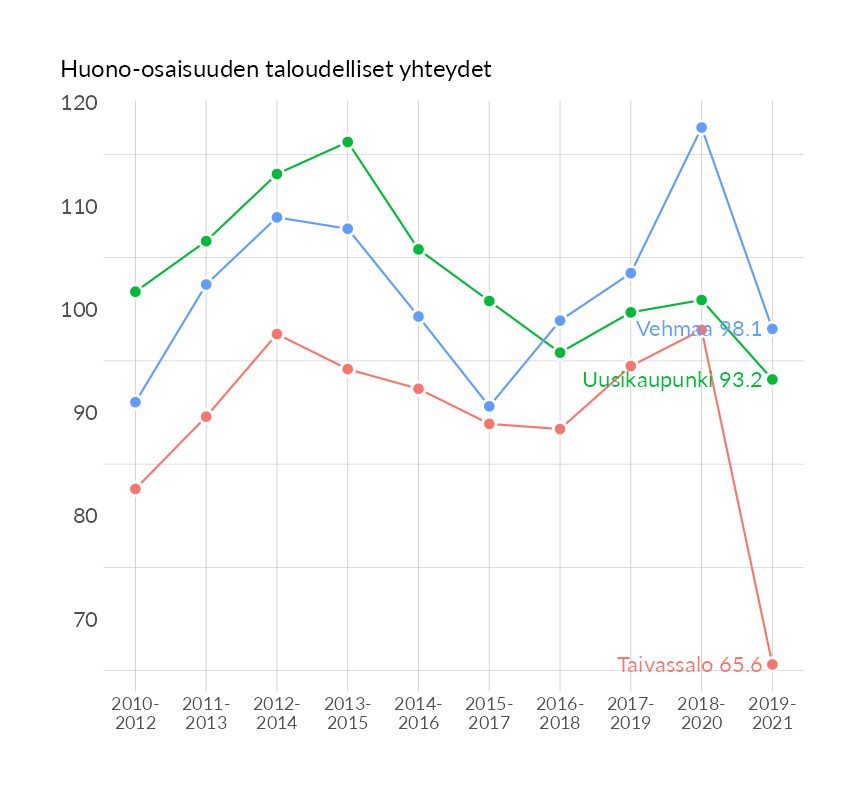 Huono-osaisuuden taloudelliset yhteydet
120
110
100
90
80
70
Vehmaa 98.1
Uusikaupunki 93.2
Taivassalo 65.6
2010- 2011- 2012- 2013- 2014- 2015- 2016- 2017- 2018- 2019-
2012 2013 2014 2015 2016 2017 2018 2019 2020 2021